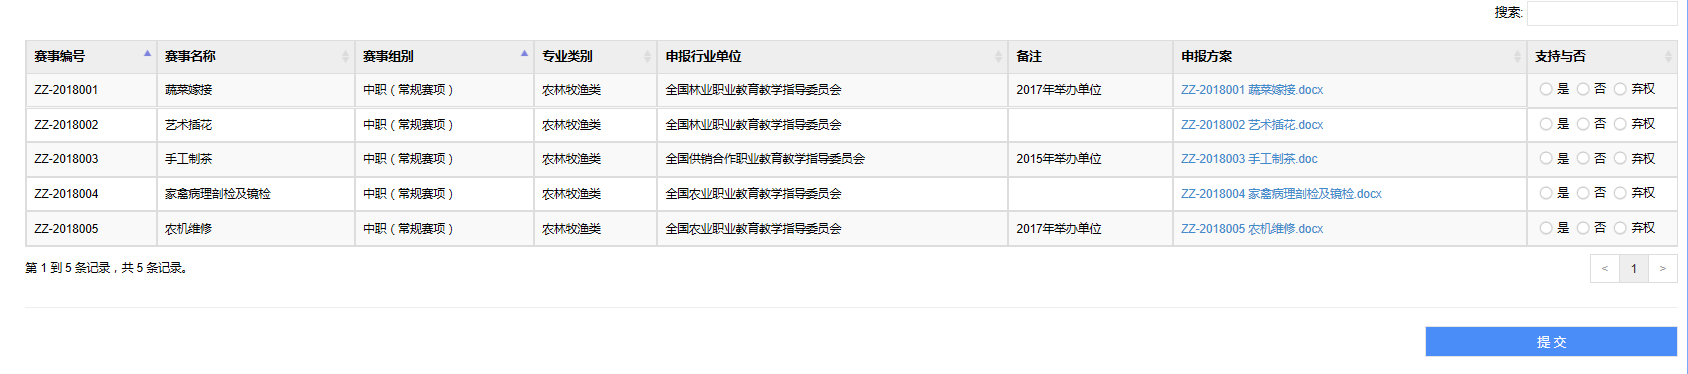 搜索:
赛事编号 赛事名称 赛事组别 专业类别 申报行业单位 备注 申报方案 支持与否
ZZ-2018001 蔬菜嫁接 中职（常规赛项） 农林牧渔类 全国林业职业教育教学指导委员会 2017年举办单位 ZZ-2018001 蔬菜嫁接.docx 是 否 弃权
ZZ-2018002 艺术插花 中职（常规赛项） 农林牧渔类 全国林业职业教育教学指导委员会 ZZ-2018002 艺术插花.docx 是 否 弃权
ZZ-2018003 手工制茶 中职（常规赛项） 农林牧渔类 全国供销合作职业教育教学指导委员会 2015年举办单位 ZZ-2018003 手工制茶.doc 是 否 弃权
ZZ-2018004 家禽病理剖检及镜检 中职（常规赛项） 农林牧渔类 全国农业职业教育教学指导委员会 ZZ-2018004 家禽病理剖检及镜检.docx 是 否 弃权
ZZ-2018005 农机维修 中职（常规赛项） 农林牧渔类 全国农业职业教育教学指导委员会 2017年举办单位 ZZ-2018005 农机维修.docx 是 否 弃权
第 1 到 5 条记录，共 5 条记录。 < 1 >
提 交